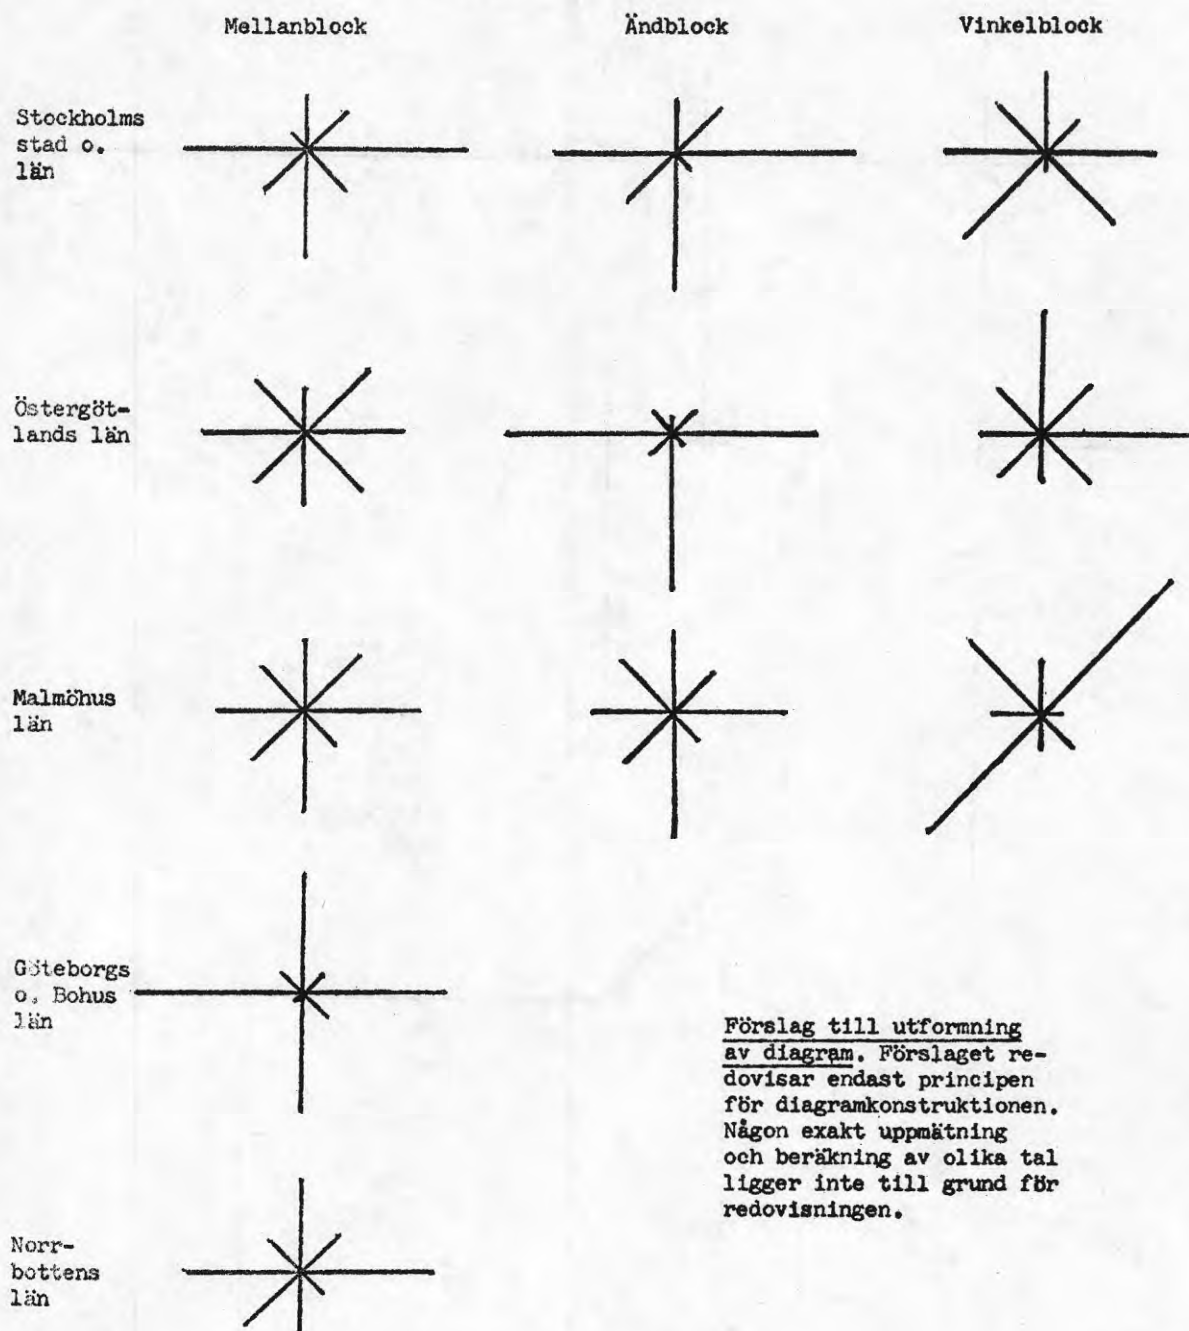 Mellanblock Ändblock Vinkelblock
Stockholms
stad o.
län
Östergöt-
lands län
Malmöhus
län
Göteborgs
o. Bohus
län
Förslag till utformning
av diagram. Förslaget re-
dovisar endast principen
för diagramkonstruktionen.
Någon exakt uppmätning
och beräkning av olika tal
ligger inte till grund för
redovisningen.
Norr-
bottens
län